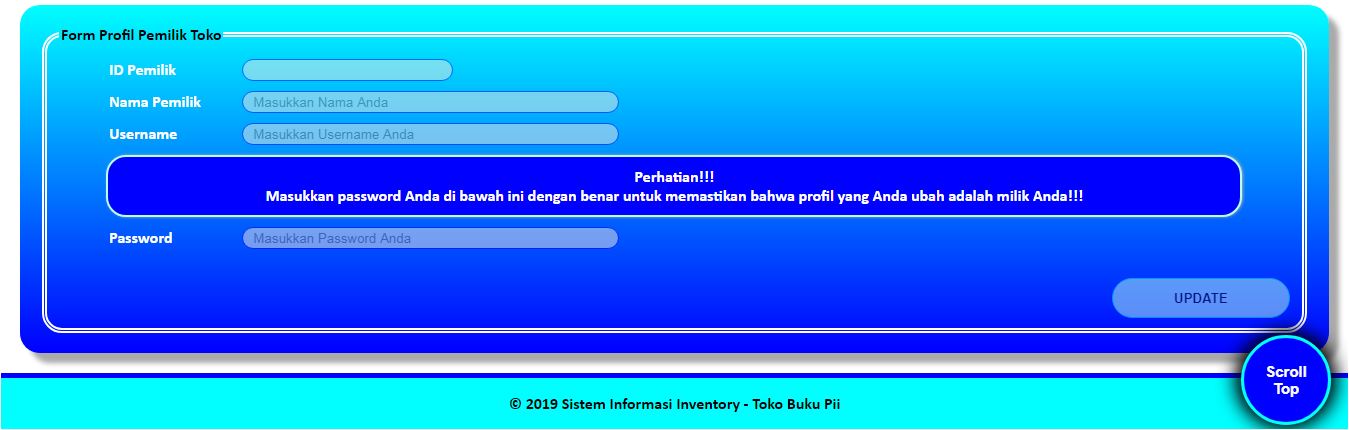 Form Profil Pemilik Toko
ID Pemilik
Nama Pemilik Masukkan Nama Anda
Username Masukkan Username Anda
Perhatian!!!
Masukkan password Anda di bawah ini dengan benar untuk memastikan bahwa profil yang Anda ubah adalah milik Anda!!!
Password Masukkan Password Anda
UPDATE
Scroll
Top
© 2019 Sistem Informasi Inventory - Toko Buku Pii